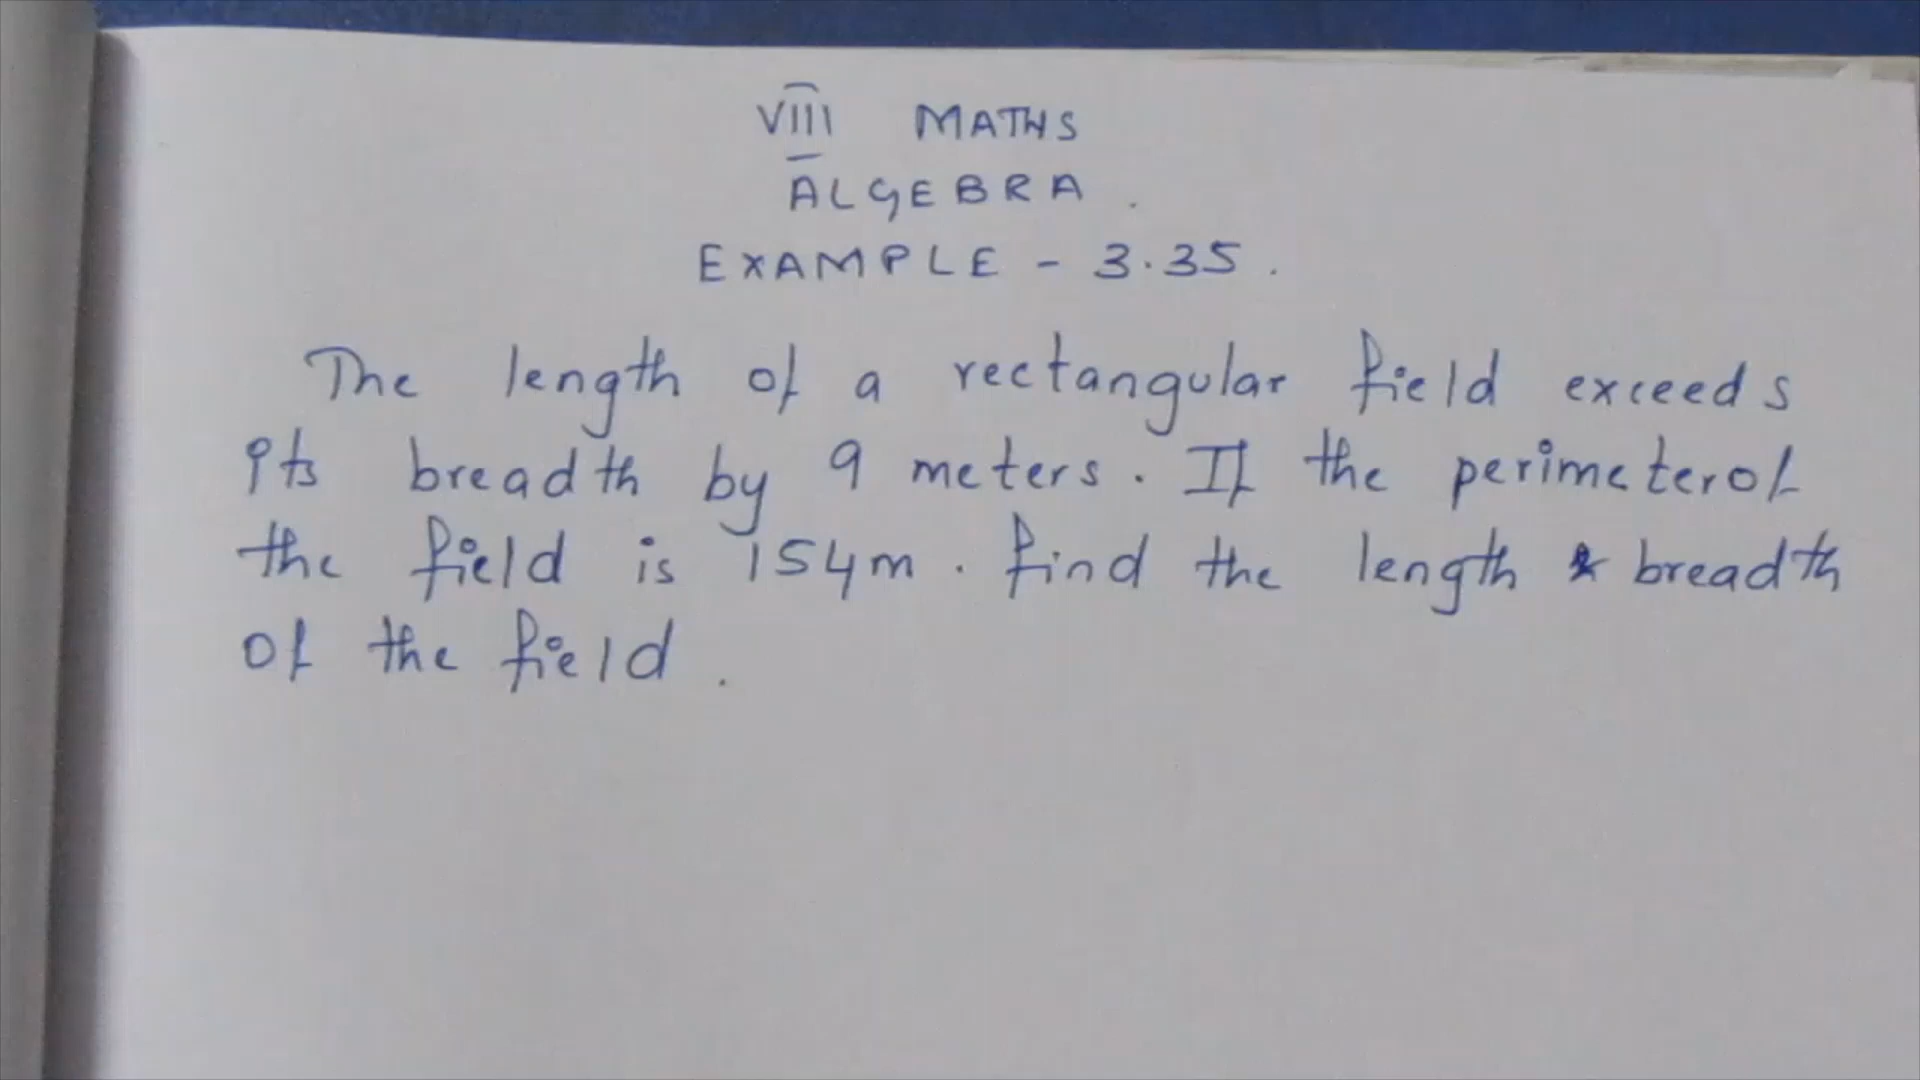 VIII MATHS
ALGEBRA.
EXAMPLE - 3.35.
The length of a rectangular field exceeds
its breadth by 9 meters. If the perimeter of
the field is 154m. find the length & breadth
of the field.